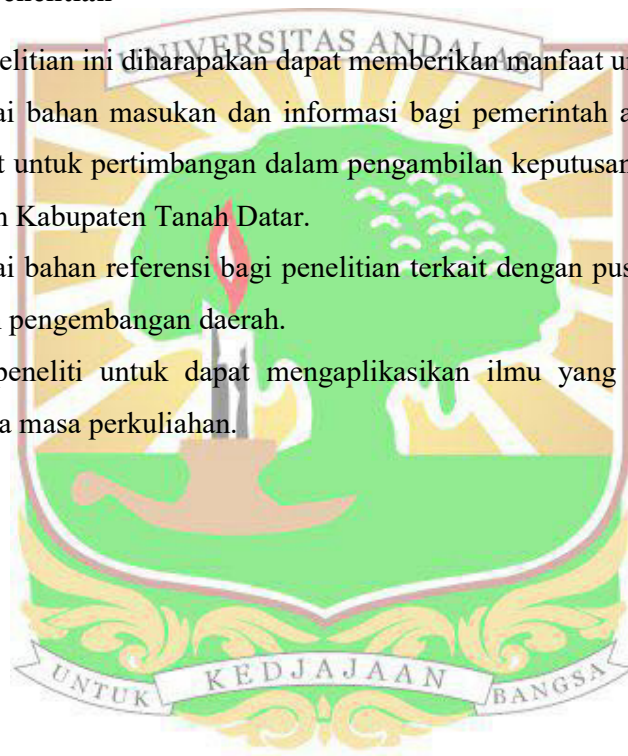 UNIVERSITAS ANDALAS
elitian ini diharapakan dapat memberikan manfaat u
ai bahan masukan dan informasi bagi pemerintah a
t untuk pertimbangan dalam pengambilan keputusan
Kabupaten Tanah Datar.
ai bahan referensi bagi penelitian terkait dengan pus
pengembangan daerah.
peneliti untuk dapat mengaplikasikan ilmu yang
a masa perkuliahan.
UNTUK KEDJAJAAN BANGSA